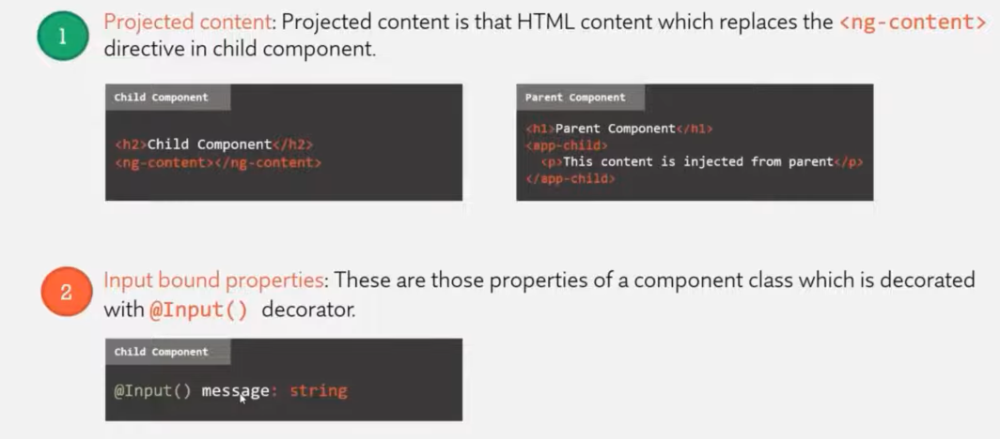 1
Projected content: Projected content is that HTML content which replaces the <ng-content>
directive in child component.
Child Component
<h2>Child Component</h2>
<ng-content></ng-content>
Parent Component
<h1>Parent Component</h1>
<app-child>
<p>This content is injected from parent</p>
</app-child>
2
Input bound properties: These are those properties of a component class which is decorated
with @Input() decorator.
Child Component
@Input() message: string